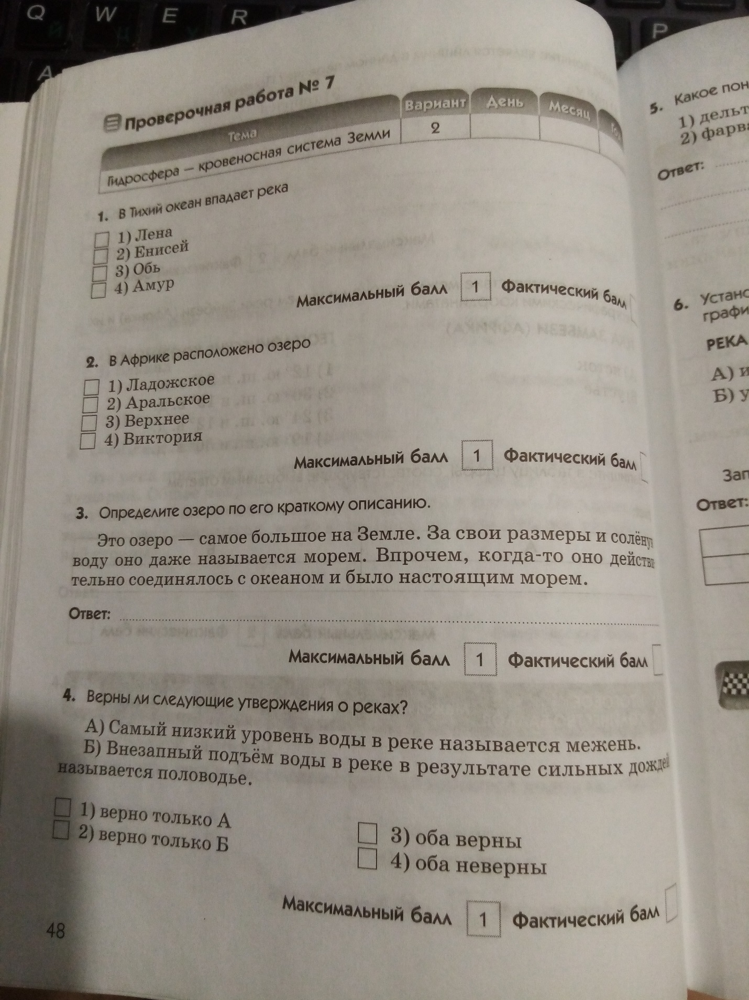 Q W E R P
A
Проверочная работа № 7
Тема Вариант День Месяц
Гидросфера — кровеносная система Земли 2
1. В Тихий океан впадает река
1) Лена
2) Енисей
3) Обь
4) Амур
Максимальный балл 1 Фактический балл
2. В Африке расположено озеро
1) Ладожское
2) Аральское
3) Верхнее
4) Виктория
Максимальный балл 1 Фактический балл
3. Определите озеро по его краткому описанию.
Это озеро — самое большое на Земле. За свои размеры и солёну
воду оно даже называется морем. Впрочем, когда-то оно действи
тельно соединялось с океаном и было настоящим морем.
Ответ:
Максимальный балл 1 Фактический балл
4. Верны ли следующие утверждения о реках?
А) Самый низкий уровень воды в реке называется межень.
Б) Внезапный подъём воды в реке в результате сильных дождей
называется половодье.
1) верно только А
2) верно только Б
3) оба верны
4) оба неверны
Максимальный балл 1 Фактический балл
48
5. Какое пон
1) дельт
2) фарва
Ответ:
6. Устано
графи
РЕКА
А) и
Б) у
Зап
Ответ: